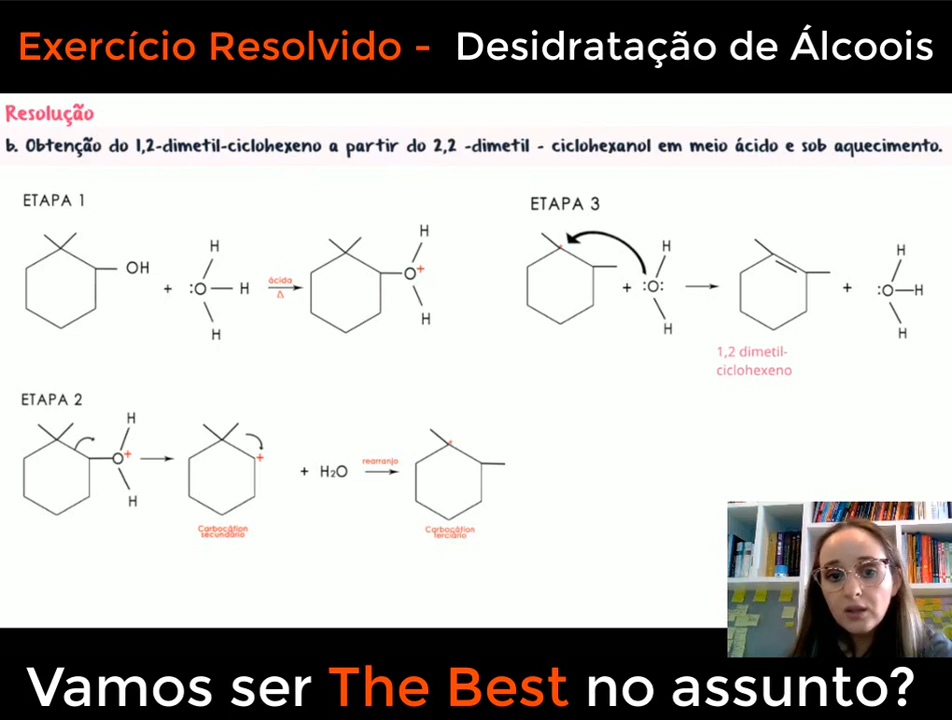 Exercício Resolvido - Desidratação de Álcoois
Resolução
b. Obtenção do 1,2-dimetil-ciclohexeno a partir do 2,2 -dimetil - ciclohexanol em meio ácido e sob aquecimento.
ETAPA 1
OH
+
H
:O — H
H
ácido
Δ
H
O+
H
ETAPA 3
+
H
:O:
H
1,2 dimetil-
ciclohexeno
+
H
:O—H
H
ETAPA 2
H
O+
H
+
Carbocátion
secundário
+ H₂O
rearranjo
+
Carbocátion
terciário
Vamos ser The Best no assunto?